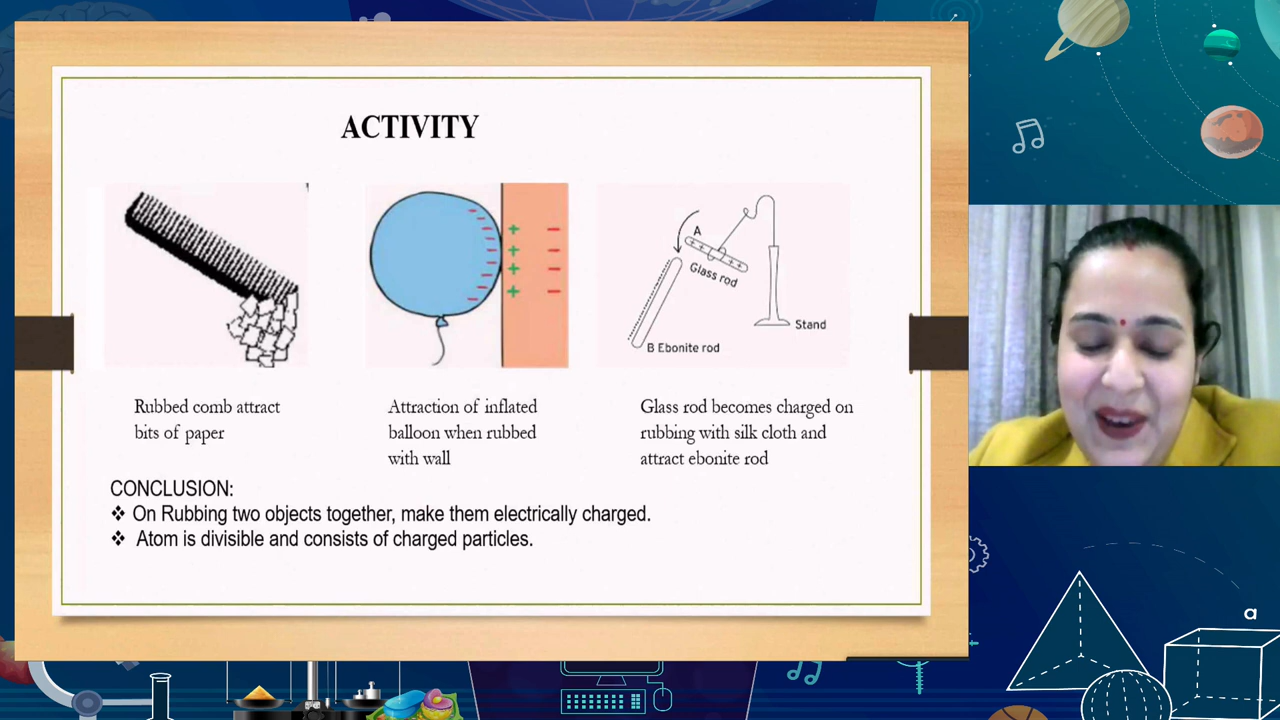 ACTIVITY
A
Glass rod
Stand
B Ebonite rod
Rubbed comb attract
bits of paper
Attraction of inflated
balloon when rubbed
with wall
Glass rod becomes charged on
rubbing with silk cloth and
attract ebonite rod
CONCLUSION:
❖ On Rubbing two objects together, make them electrically charged.
❖ Atom is divisible and consists of charged particles.
a